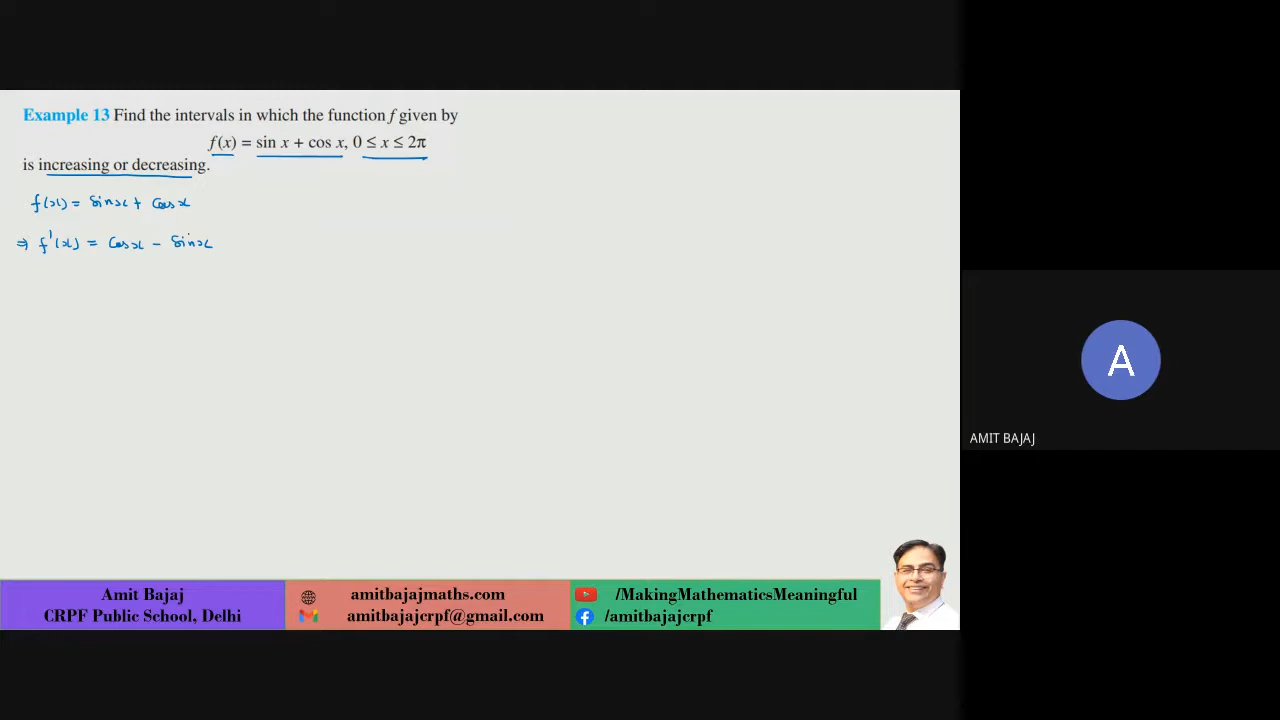 Example 13 Find the intervals in which the function f given by
f(x) = sin x + cos x, 0 ≤ x ≤ 2π
is increasing or decreasing.
f(x) = Sinx + Cosx
⇒ f'(x) = Cosx − Sinx
A
AMIT BAJAJ
Amit Bajaj
CRPF Public School, Delhi
amitbajajmaths.com
amitbajajcrpf@gmail.com
/MakingMathematicsMeaningful
/amitbajajcrpf